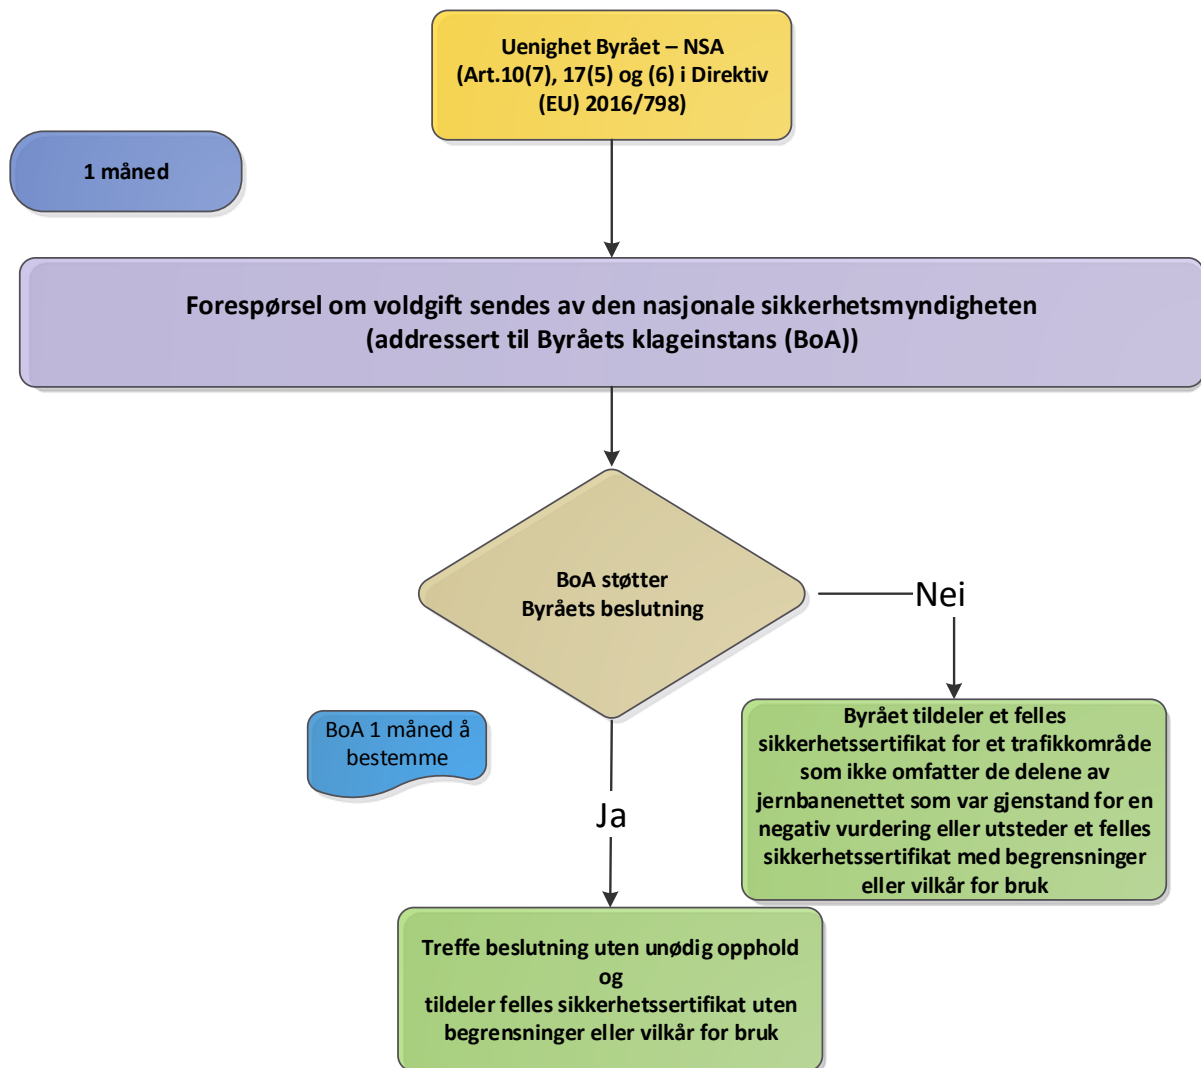 Uenighet Byrået – NSA
(Art.10(7), 17(5) og (6) i Direktiv
(EU) 2016/798)
1 måned
Forespørsel om voldgift sendes av den nasjonale sikkerhetsmyndigheten
(addressert til Byråets klageinstans (BoA))
BoA støtter
Byråets beslutning
Nei
BoA 1 måned å
bestemme
Byrået tildeler et felles
sikkerhetssertifikat for et trafikkområde
som ikke omfatter de delene av
jernbanenettet som var gjenstand for en
negativ vurdering eller utsteder et felles
sikkerhetssertifikat med begrensninger
eller vilkår for bruk
Ja
Treffe beslutning uten unødig opphold
og
tildeler felles sikkerhetssertifikat uten
begrensninger eller vilkår for bruk